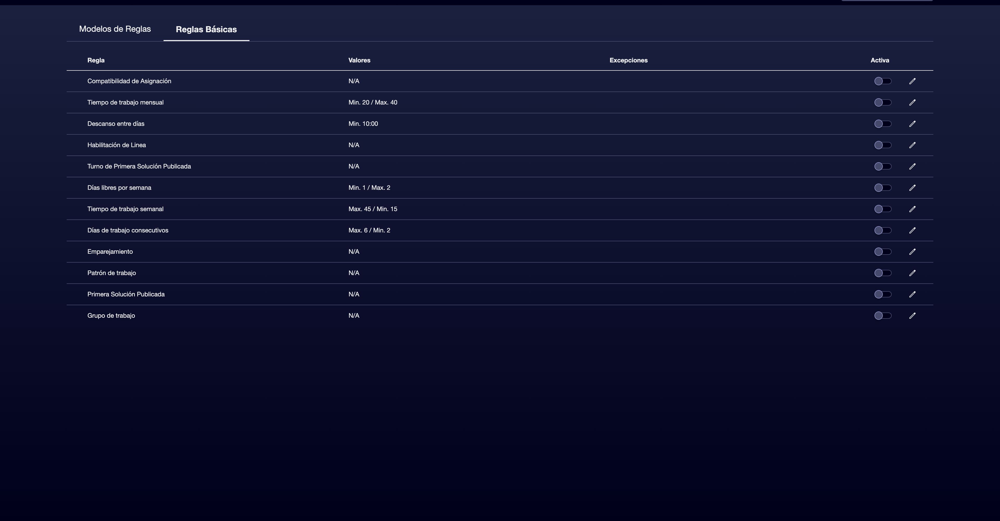 Modelos de Reglas Reglas Básicas
Regla Valores Excepciones Activa
Compatibilidad de Asignación N/A
Tiempo de trabajo mensual Min. 20 / Max. 40
Descanso entre días Min. 10:00
Habilitación de Linea N/A
Turno de Primera Solución Publicada N/A
Días libres por semana Min. 1 / Max. 2
Tiempo de trabajo semanal Max. 45 / Min. 15
Días de trabajo consecutivos Max. 6 / Min. 2
Emparejamiento N/A
Patrón de trabajo N/A
Primera Solución Publicada N/A
Grupo de trabajo N/A